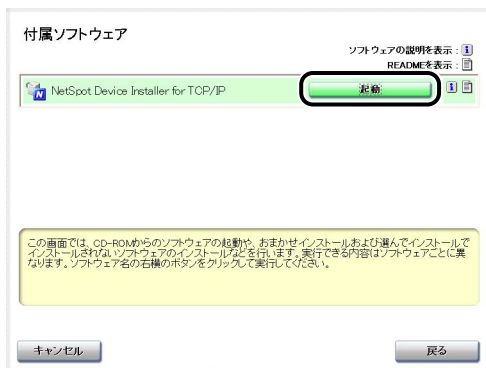 付属ソフトウェア
ソフトウェアの説明を表示 :
READMEを表示 :
NetSpot Device Installer for TCP/IP
起動
この画面では、CD-ROMからのソフトウェアの起動や、おまかせインストールおよび選んでインストールで
インストールされないソフトウェアのインストールなどを行います。実行できる内容はソフトウェアごとに異
なります。ソフトウェア名の右横のボタンをクリックして実行してください。
キャンセル
戻る